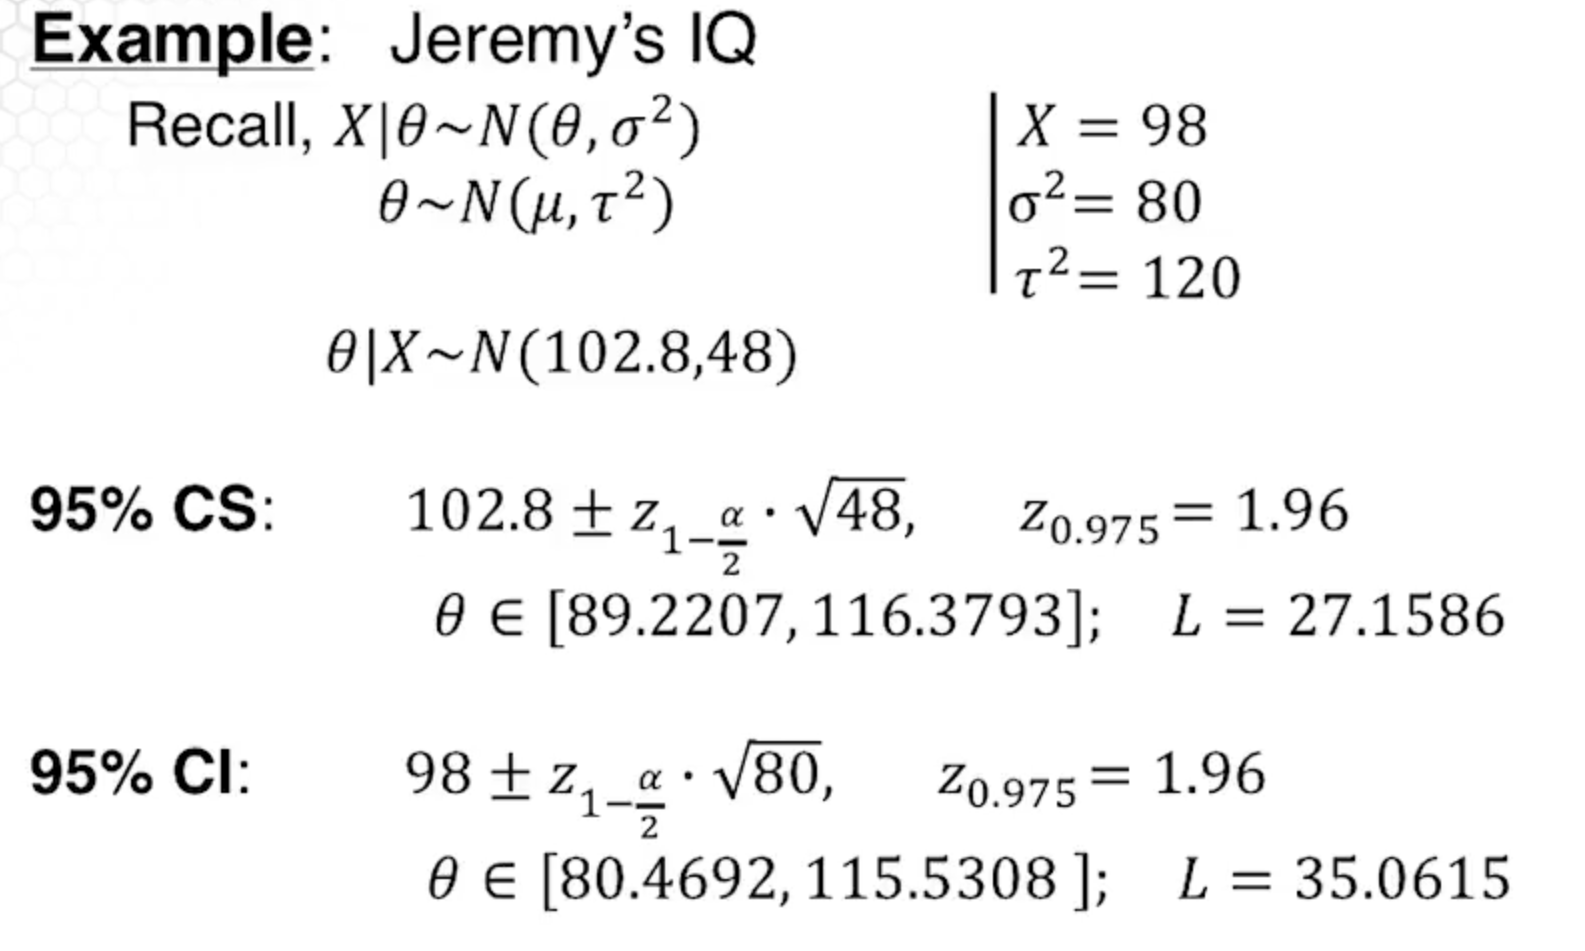 Example: Jeremy's IQ
Recall, X|θ~N(θ, σ²)
θ~N(μ, τ²)
X = 98
σ²= 80
τ²= 120
θ|X~N(102.8,48)
95% CS: 102.8 ± z₁₋α/₂ · √48, z₀.₉₇₅ = 1.96
θ ∈ [89.2207, 116.3793]; L = 27.1586
95% CI: 98 ± z₁₋α/₂ · √80, z₀.₉₇₅ = 1.96
θ ∈ [80.4692, 115.5308 ]; L = 35.0615